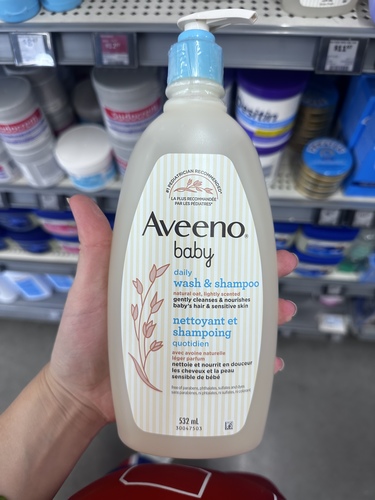 #1 PEDIATRICIAN RECOMMENDED*
LA PLUS RECOMMANDÉE
PAR LES PÉDIATRES*
Aveeno®
baby
daily
wash & shampoo
natural oat, lightly scented
gently cleanses & nourishes
baby's hair & sensitive skin
nettoyant et
shampoing
quotidien
avec avoine naturelle
léger parfum
nettoie et nourrit en douceur
les cheveux et la peau
sensible de bébé
532 mL
30047503